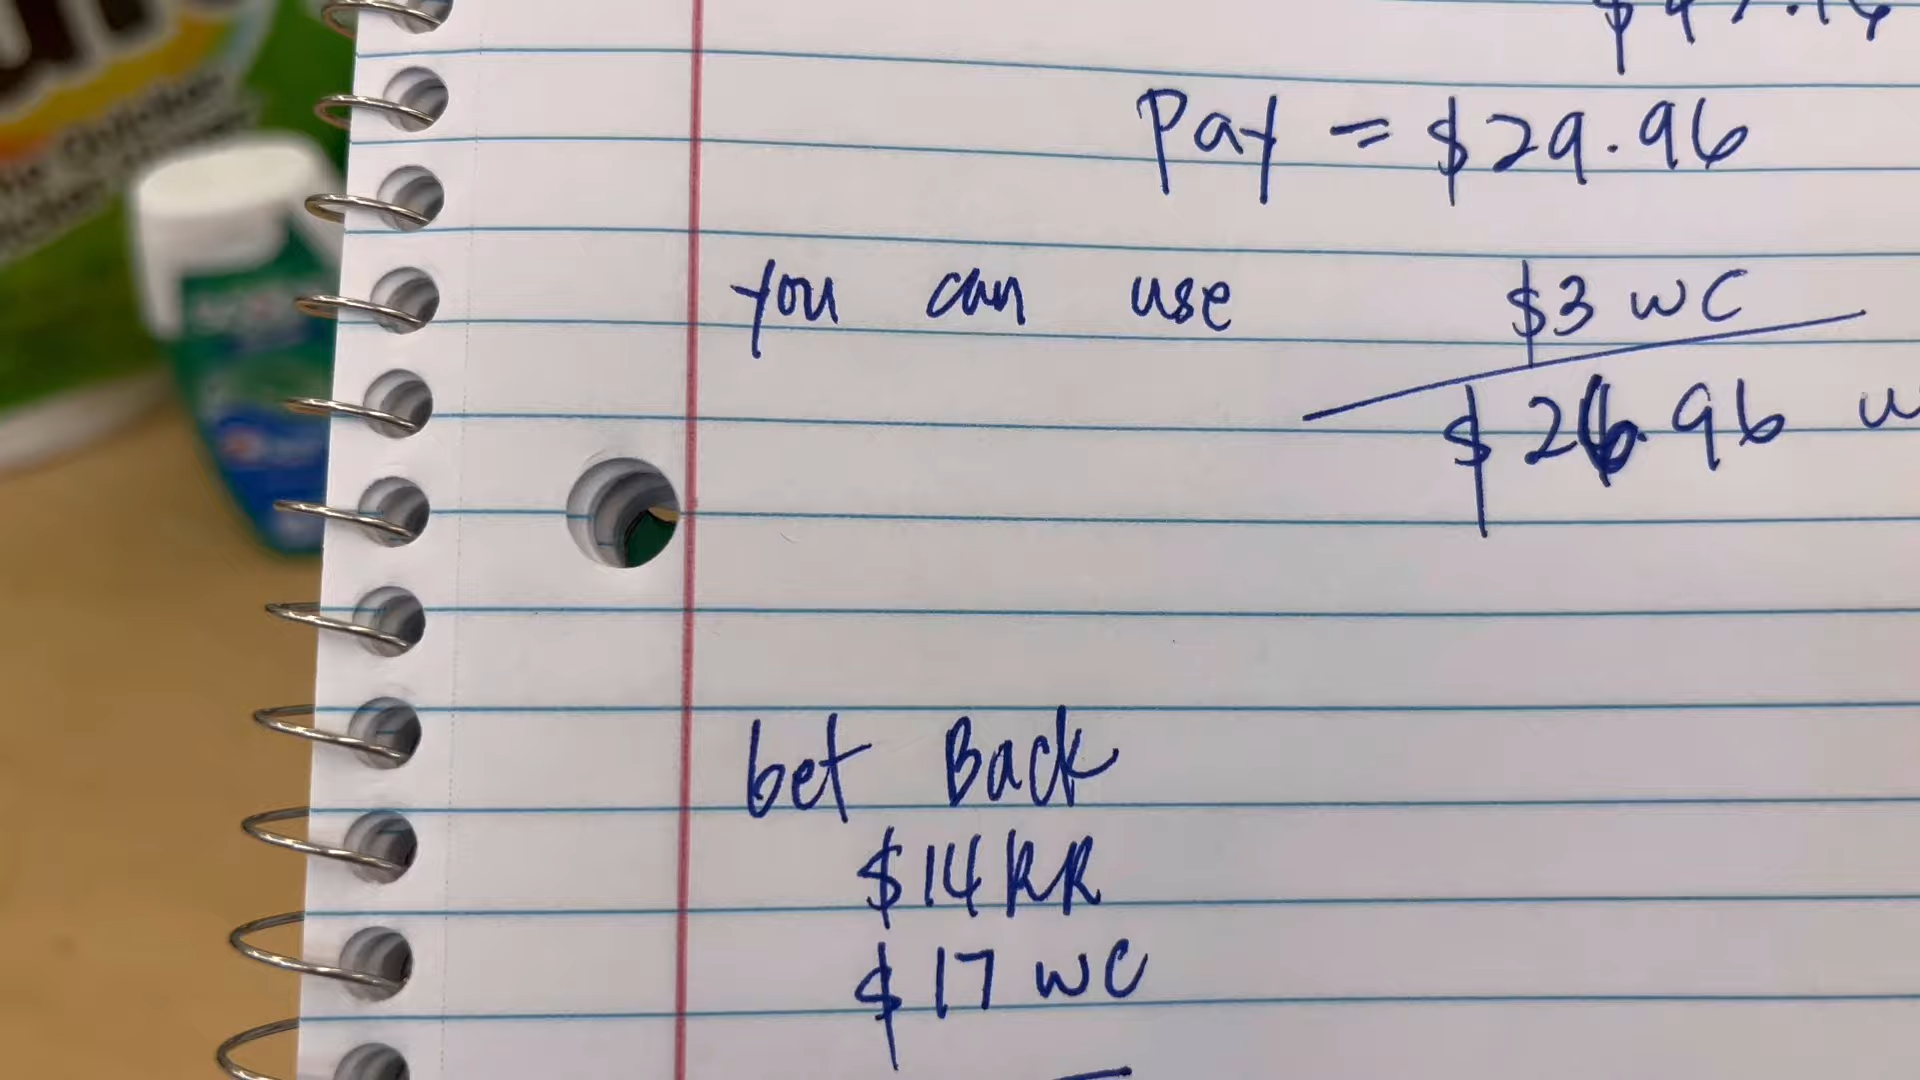 Pay = $29.96
you can use $3 WC
$26.96
Get Back
$14 RR
$17 WC